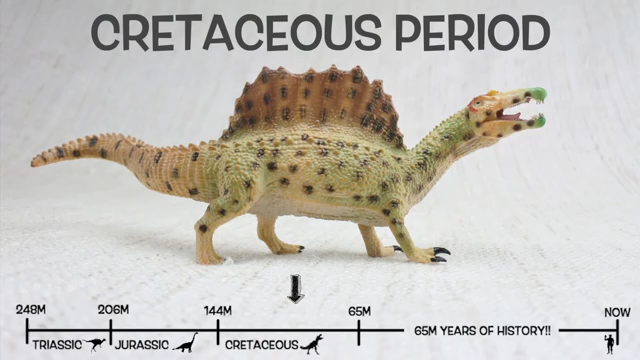 CRETACEOUS PERIOD
248M 206M 144M 65M NOW
65M YEARS OF HISTORY!!
TRIASSIC JURASSIC CRETACEOUS